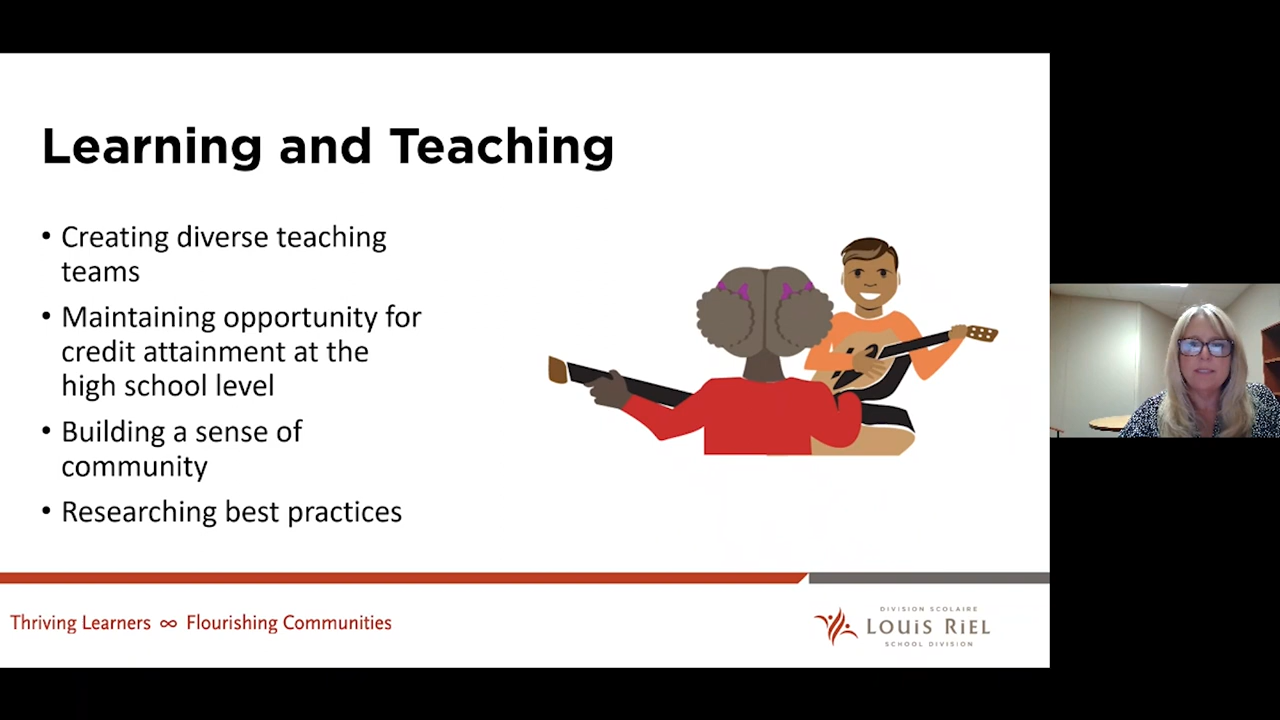 Learning and Teaching
• Creating diverse teaching
teams
• Maintaining opportunity for
credit attainment at the
high school level
• Building a sense of
community
• Researching best practices
Thriving Learners ∞ Flourishing Communities
DIVISION SCOLAIRE
LOUIS RIEL
SCHOOL DIVISION